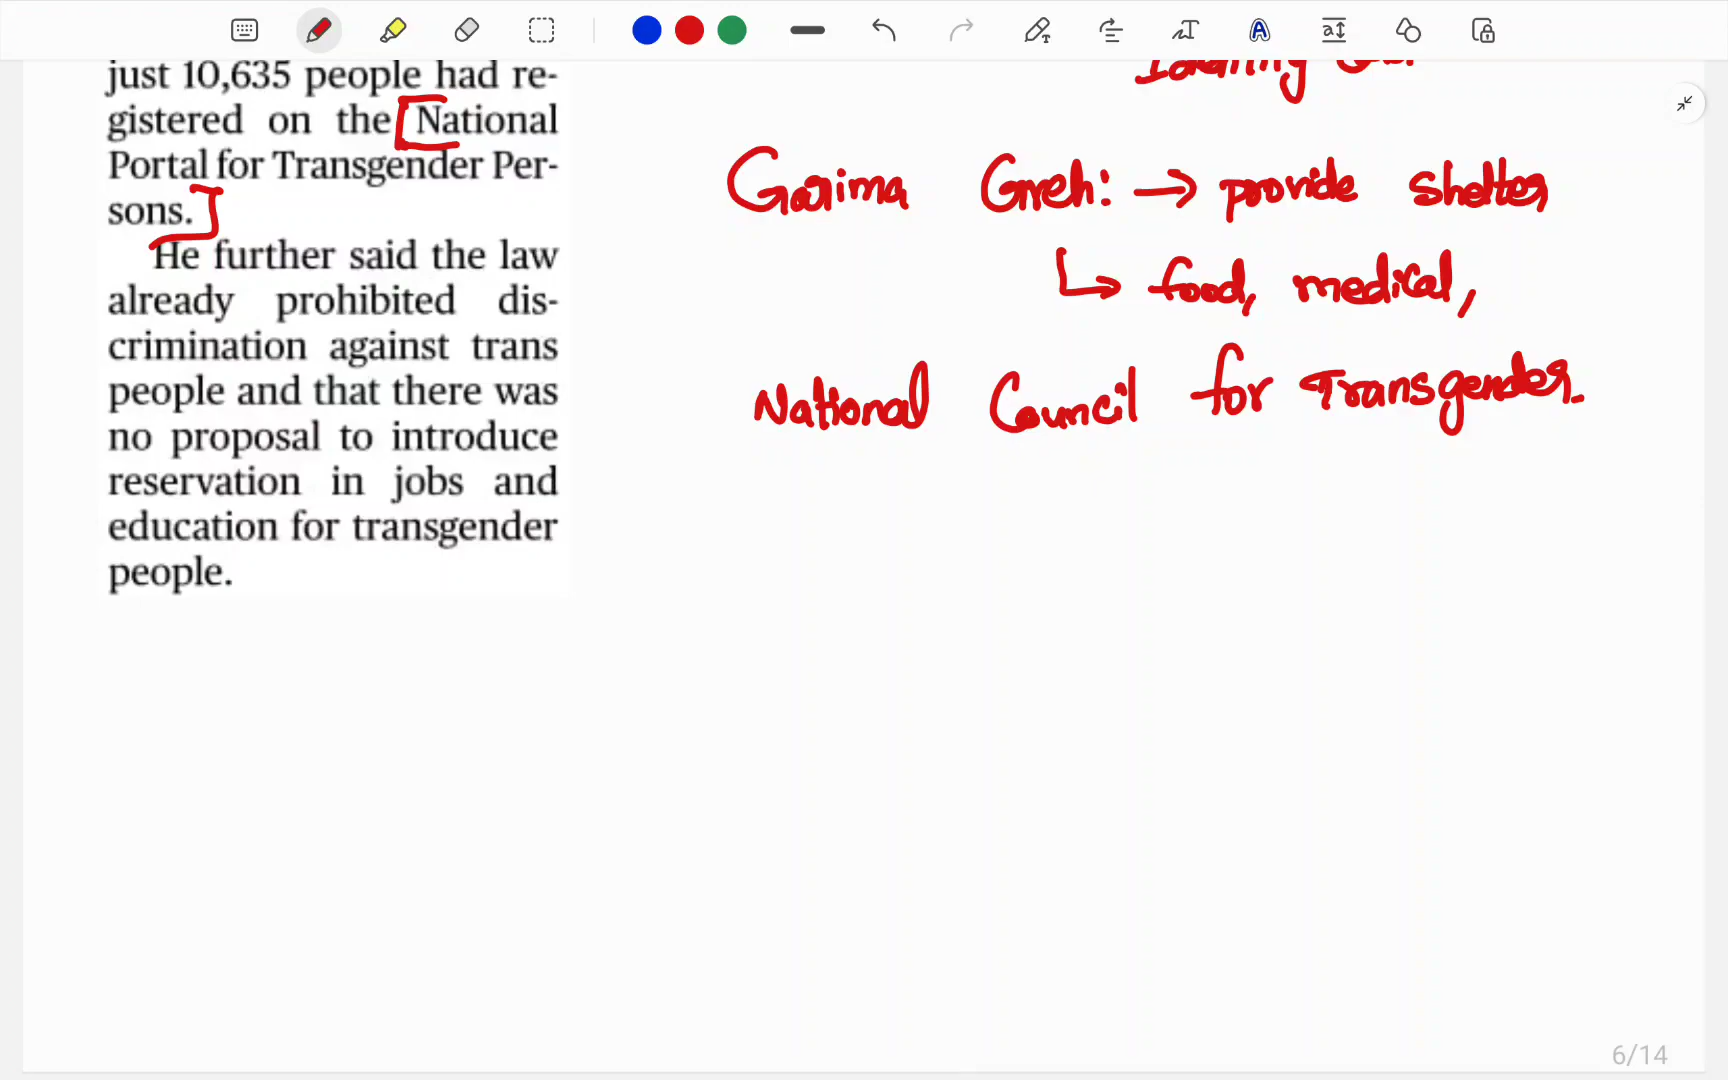 just 10,635 people had re-
gistered on the National
Portal for Transgender Per-
sons.
He further said the law
already prohibited dis-
crimination against trans
people and that there was
no proposal to introduce
reservation in jobs and
education for transgender
people.
Garima Greh: → provide shelter
↳ food, medical,
National Council for Transgender.
6/14